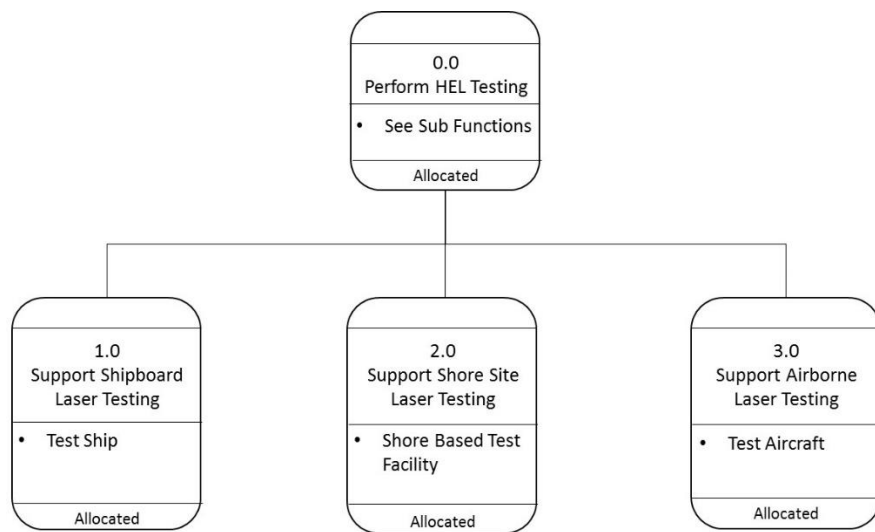 0.0
Perform HEL Testing
• See Sub Functions
Allocated
1.0
Support Shipboard
Laser Testing
• Test Ship
Allocated
2.0
Support Shore Site
Laser Testing
• Shore Based Test
Facility
Allocated
3.0
Support Airborne
Laser Testing
• Test Aircraft
Allocated